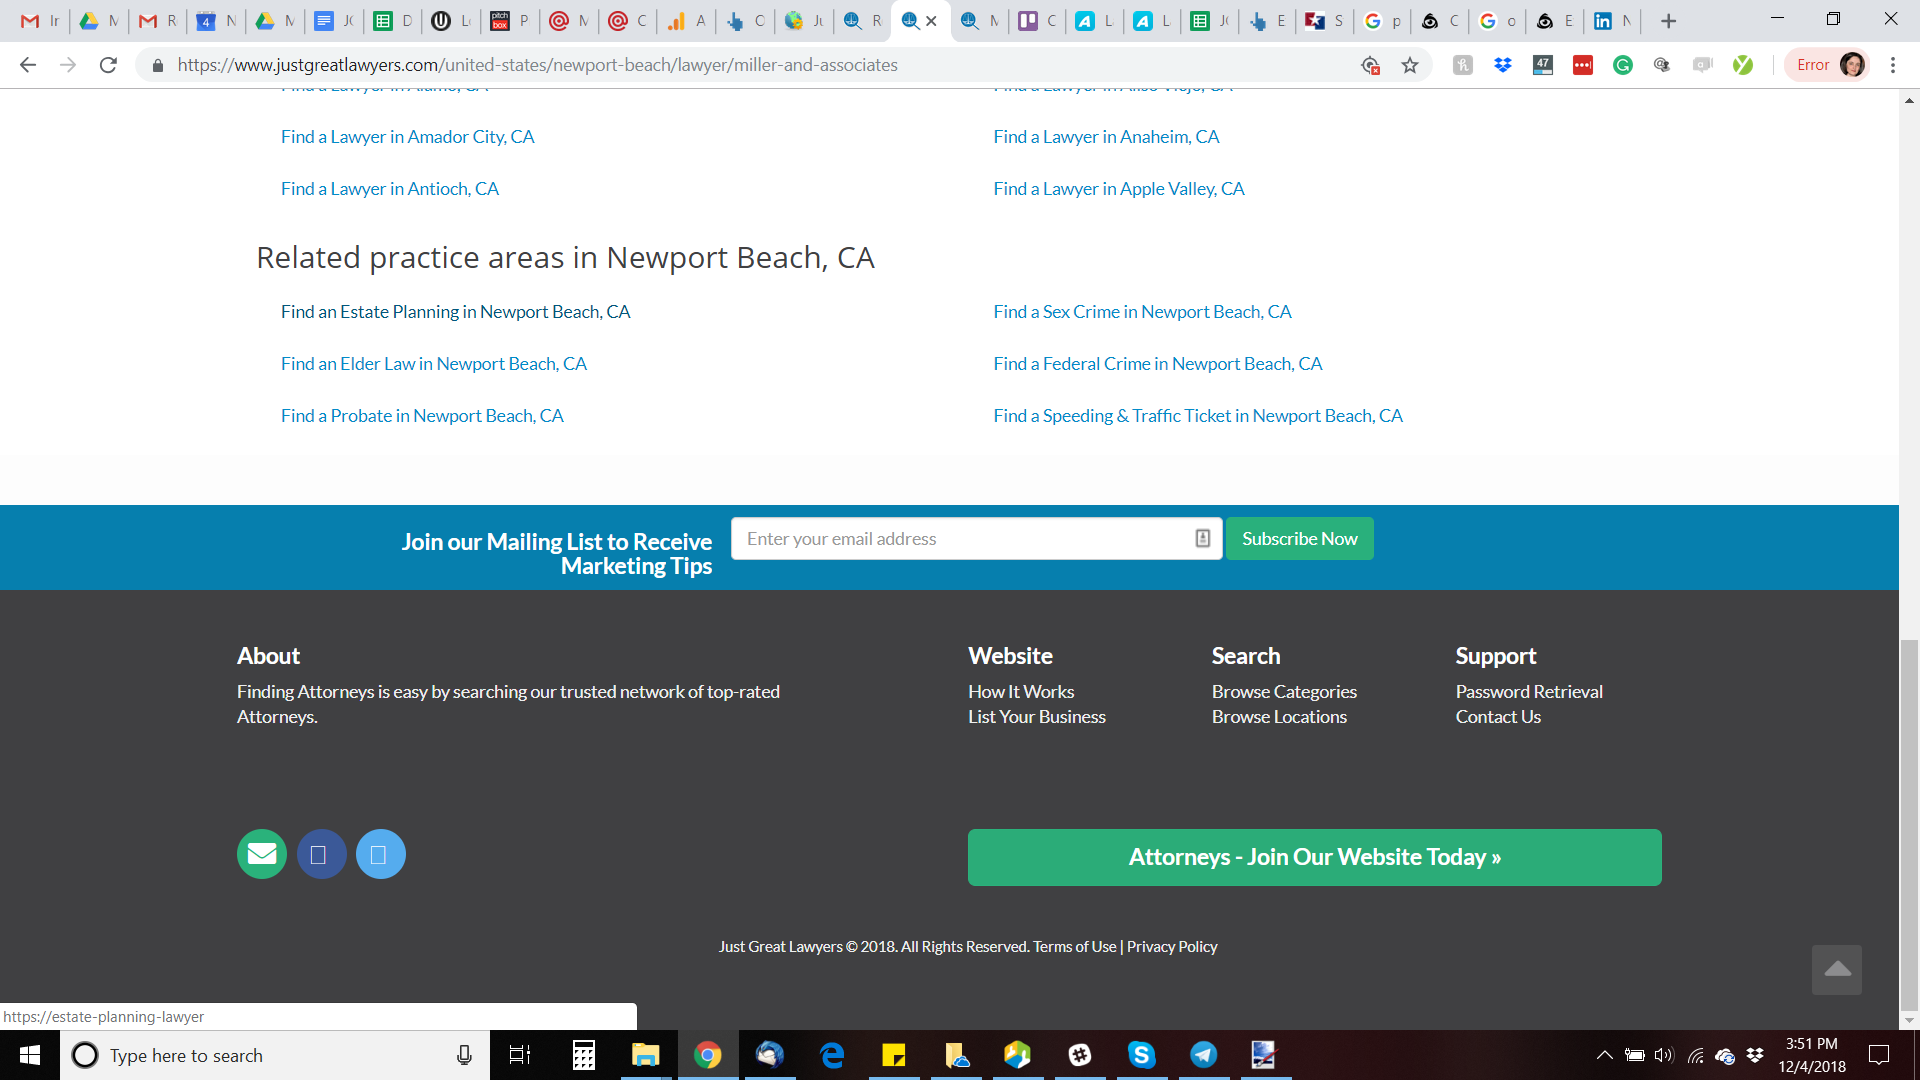 https://www.justgreatlawyers.com/united-states/newport-beach/lawyer/miller-and-associates
47
Error
Find a Lawyer in Amador City, CA
Find a Lawyer in Anaheim, CA
Find a Lawyer in Antioch, CA
Find a Lawyer in Apple Valley, CA
Related practice areas in Newport Beach, CA
Find an Estate Planning in Newport Beach, CA
Find a Sex Crime in Newport Beach, CA
Find an Elder Law in Newport Beach, CA
Find a Federal Crime in Newport Beach, CA
Find a Probate in Newport Beach, CA
Find a Speeding & Traffic Ticket in Newport Beach, CA
Join our Mailing List to Receive
Marketing Tips
Enter your email address
Subscribe Now
About
Finding Attorneys is easy by searching our trusted network of top-rated
Attorneys.
Website
How It Works
List Your Business
Search
Browse Categories
Browse Locations
Support
Password Retrieval
Contact Us
Attorneys - Join Our Website Today »
Just Great Lawyers © 2018. All Rights Reserved. Terms of Use | Privacy Policy
https://estate-planning-lawyer
Type here to search
3:51 PM
12/4/2018